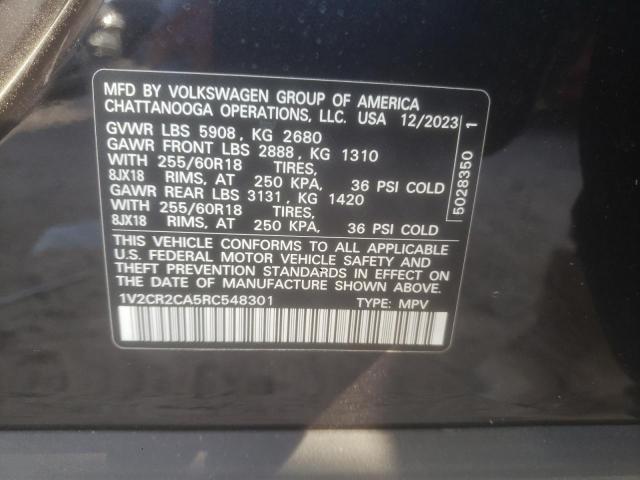 MFD BY VOLKSWAGEN GROUP OF AMERICA
CHATTANOOGA OPERATIONS, LLC. USA 12/2023
GVWR LBS 5908, KG 2680
GAWR FRONT LBS 2888, KG 1310
WITH 255/60R18 TIRES,
8JX18 RIMS, AT 250 KPA, 36 PSI COLD
GAWR REAR LBS 3131, KG 1420
WITH 255/60R18 TIRES,
8JX18 RIMS, AT 250 KPA, 36 PSI COLD
THIS VEHICLE CONFORMS TO ALL APPLICABLE
U.S. FEDERAL MOTOR VEHICLE SAFETY AND
THEFT PREVENTION STANDARDS IN EFFECT ON
THE DATE OF MANUFACTURE SHOWN ABOVE.
1V2CR2CA5RC548301 TYPE: MPV
5028350 1